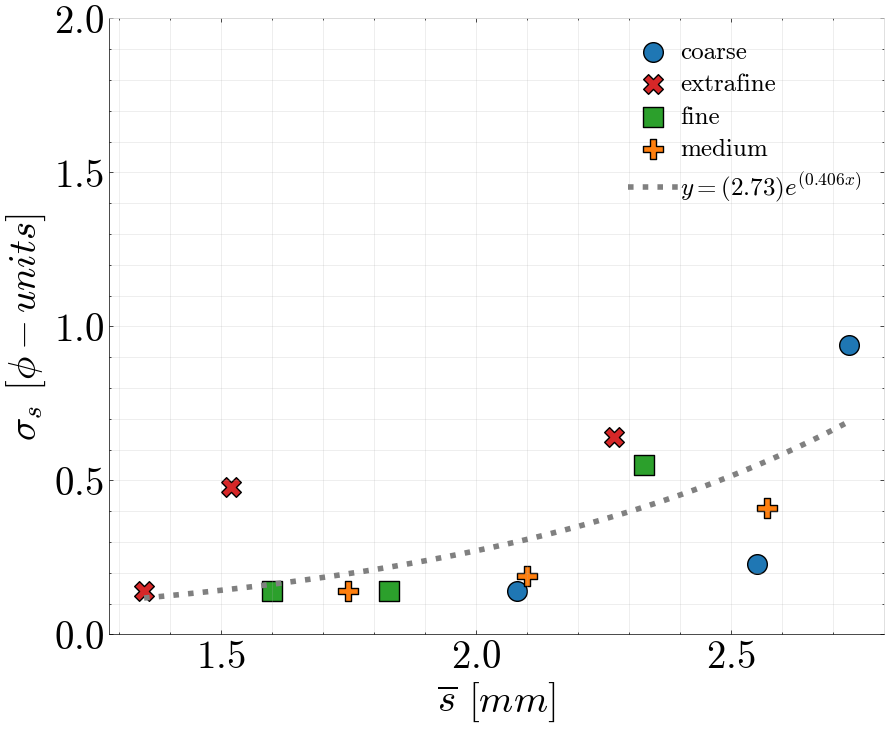 2.0
1.5
1.0
0.5
0.0
σ_s [ϕ − units]
coarse
extrafine
fine
medium
y = (2.73)e^{(0.406x)}
1.5 2.0 2.5
s̅ [mm]